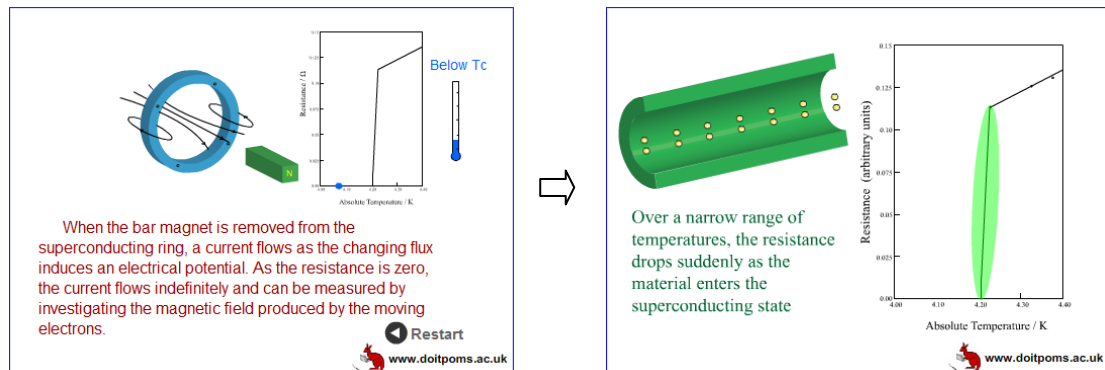 Below Tc
Resistance / Ω
4.40
Absolute Temperature / K
N
When the bar magnet is removed from the
superconducting ring, a current flows as the changing flux
induces an electrical potential. As the resistance is zero,
the current flows indefinitely and can be measured by
investigating the magnetic field produced by the moving
electrons.
Restart
www.doitpoms.ac.uk
0.15
0.125
0.10
0.075
0.05
0.025
0.00
Resistance (arbitrary units)
4.00
4.10
4.20
4.30
4.40
Absolute Temperature / K
Over a narrow range of
temperatures, the resistance
drops suddenly as the
material enters the
superconducting state
www.doitpoms.ac.uk